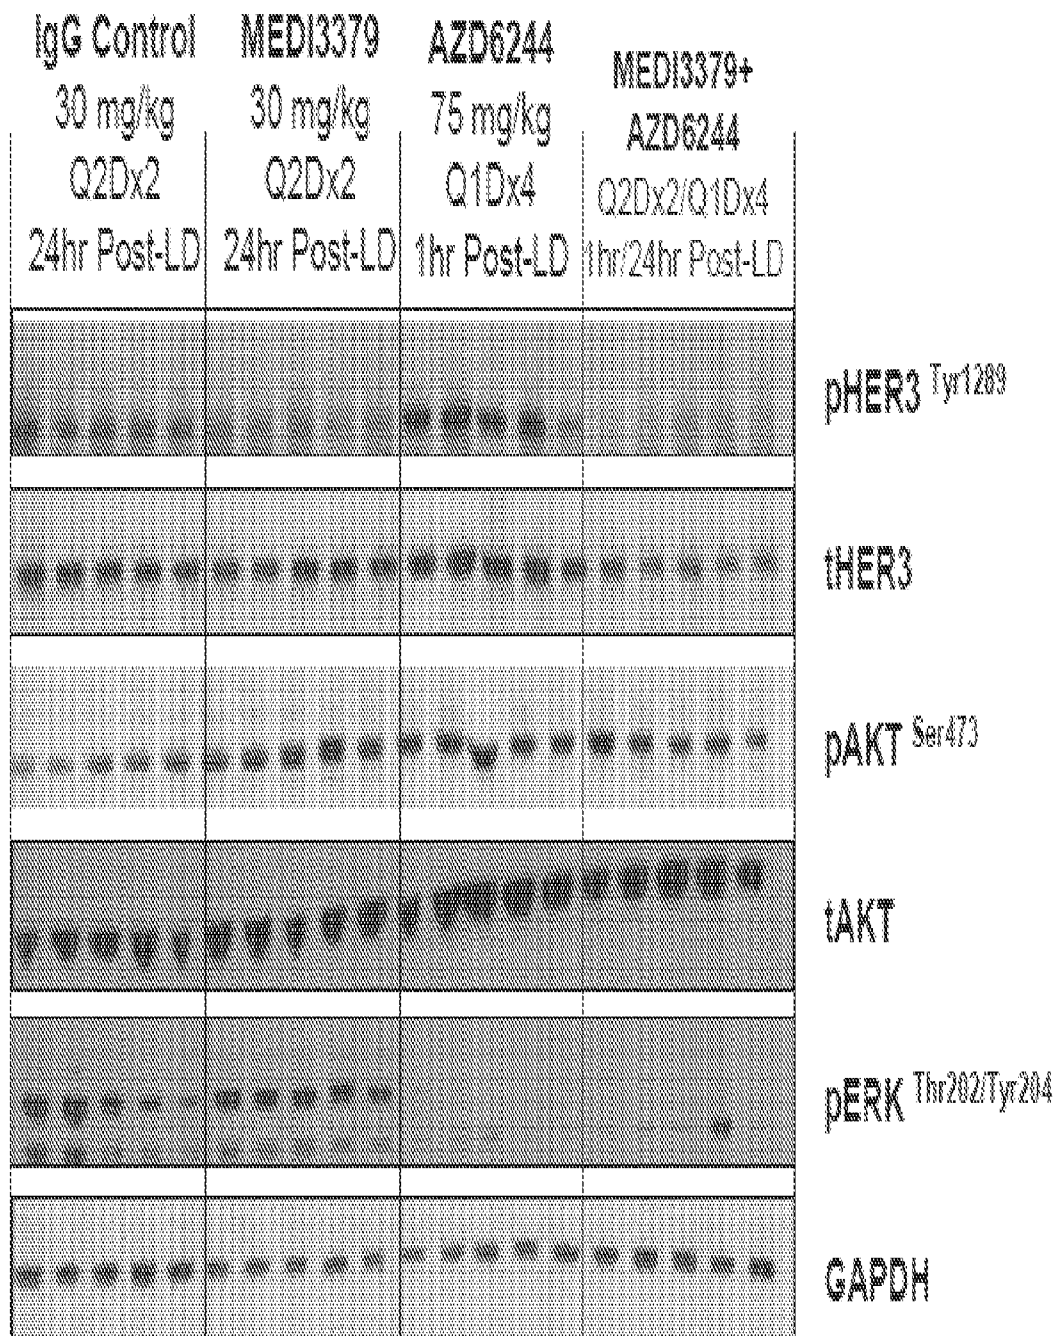 IgG Control
30 mg/kg
Q2Dx2
24hr Post-LD
MEDI3379
30 mg/kg
Q2Dx2
24hr Post-LD
AZD6244
75 mg/kg
Q1Dx4
1hr Post-LD
MEDI3379+
AZD6244
Q2Dx2/Q1Dx4
1hr/24hr Post-LD
pHER3 Tyr1289
tHER3
pAKT Ser473
tAKT
pERK Thr202/Tyr204
GAPDH